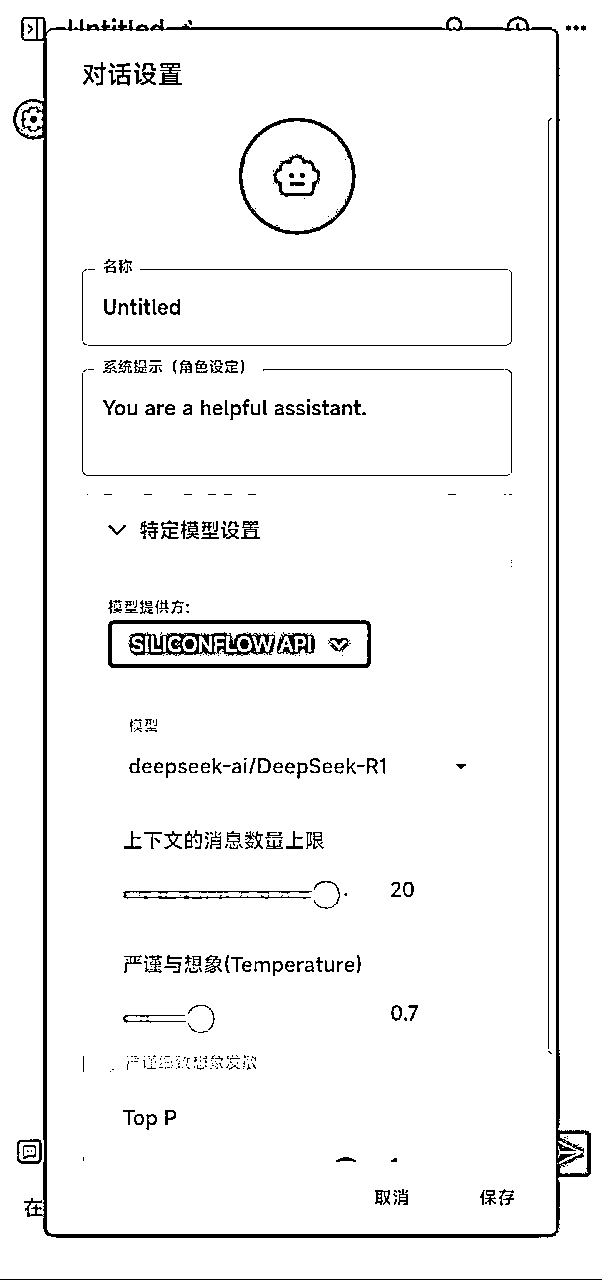 Untitled
对话设置
名称
Untitled
系统提示（角色设定）
You are a helpful assistant.
特定模型设置
模型提供方:
SILICONFLOW API
模型
deepseek-ai/DeepSeek-R1
上下文的消息数量上限
20
严谨与想象(Temperature)
0.7
严谨细致想象发散
Top P
取消
保存
在